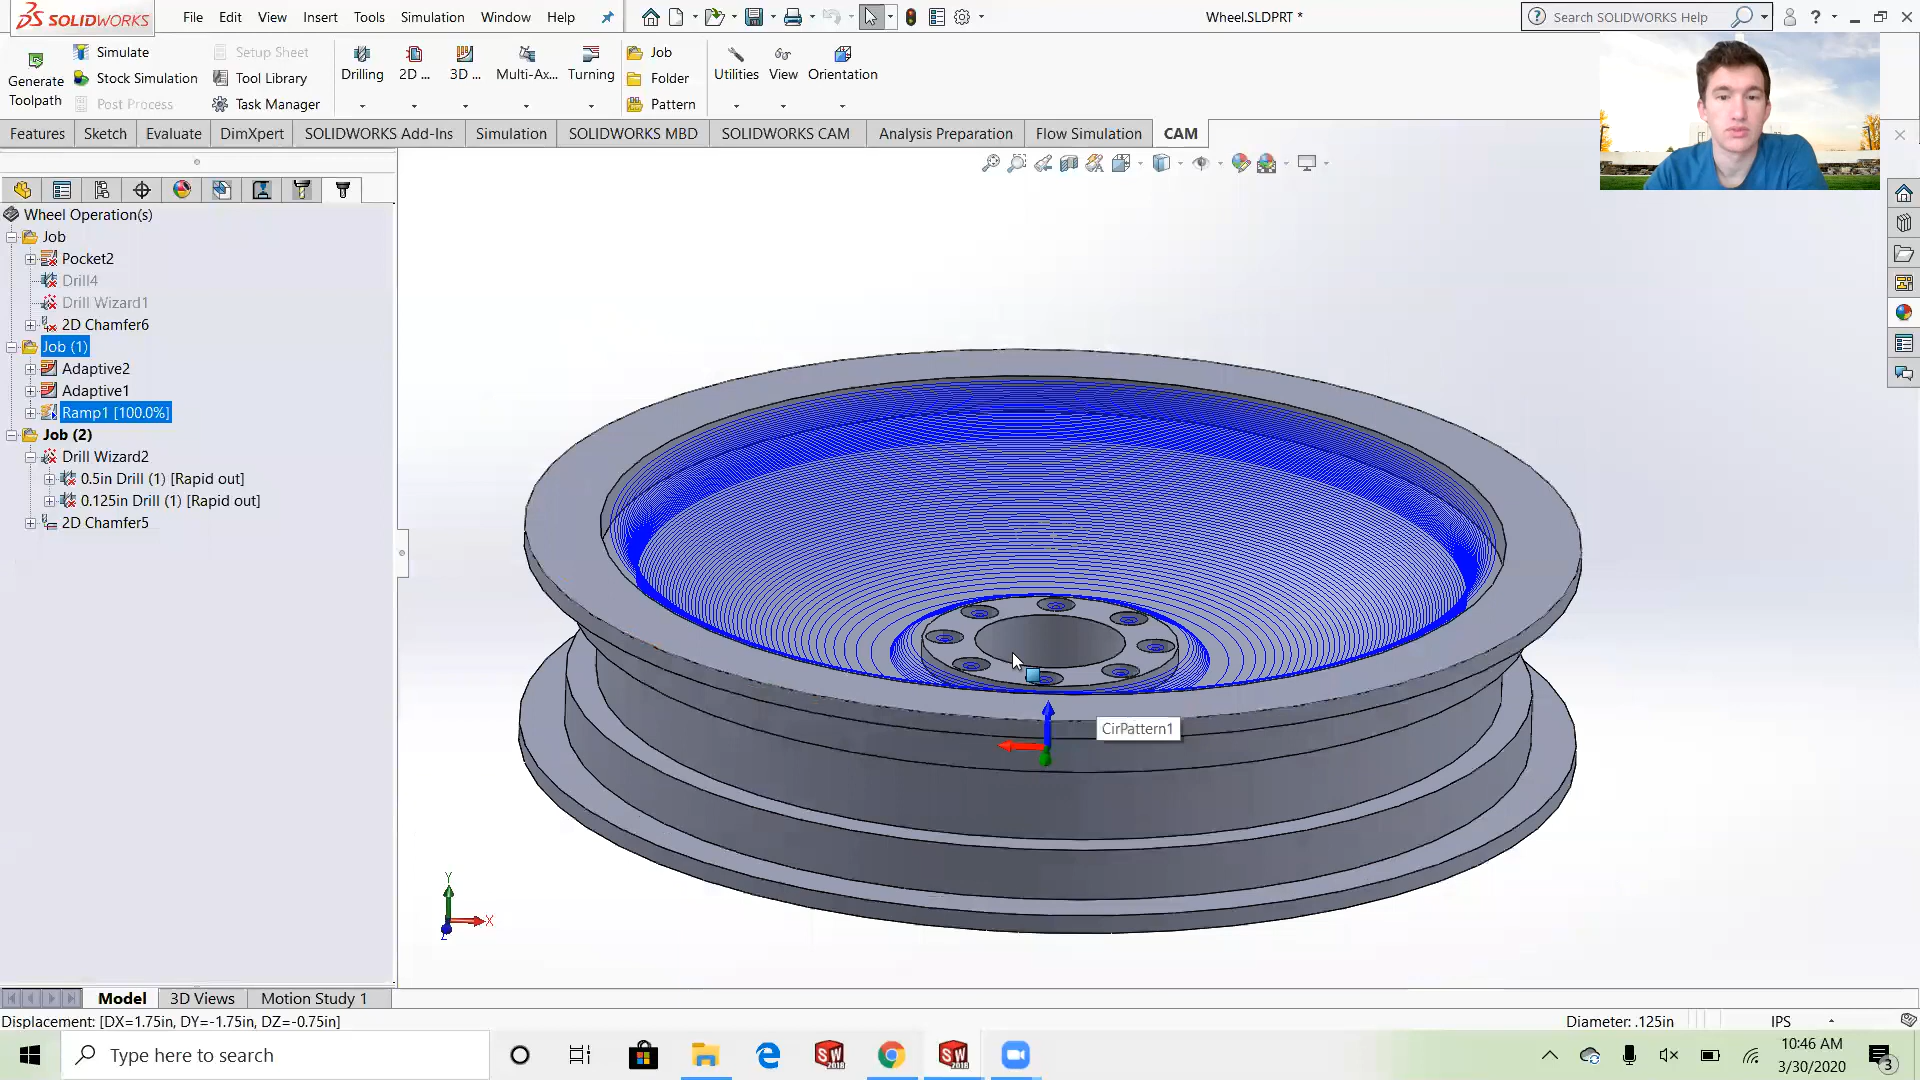 SOLIDWORKS
File Edit View Insert Tools Simulation Window Help
Wheel.SLDPRT *
Search SOLIDWORKS Help
Generate Toolpath
Simulate
Stock Simulation
Post Process
Setup Sheet
Tool Library
Task Manager
Drilling
2D ...
3D ...
Multi-Ax...
Turning
Job
Folder
Pattern
Utilities
View
Orientation
Features Sketch Evaluate DimXpert SOLIDWORKS Add-Ins Simulation SOLIDWORKS MBD SOLIDWORKS CAM Analysis Preparation Flow Simulation CAM
Wheel Operation(s)
Job
Pocket2
Drill4
Drill Wizard1
2D Chamfer6
Job (1)
Adaptive2
Adaptive1
Ramp1 [100.0%]
Job (2)
Drill Wizard2
0.5in Drill (1) [Rapid out]
0.125in Drill (1) [Rapid out]
2D Chamfer5
CirPattern1
Y
X
Z
Model 3D Views Motion Study 1
Displacement: [DX=1.75in, DY=-1.75in, DZ=-0.75in]
Diameter: .125in
IPS
Type here to search
SW
2018
SW
2018
10:46 AM
3/30/2020
3